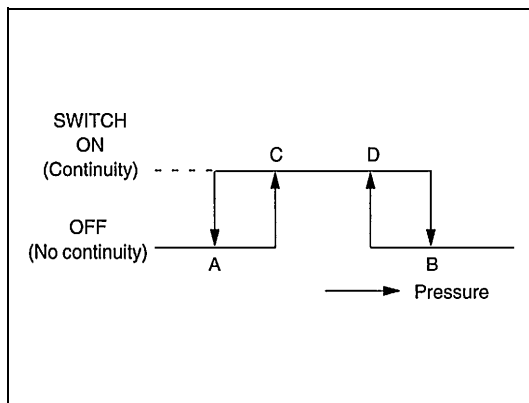 SWITCH
ON
(Continuity)
C
D
OFF
(No continuity)
A
B
Pressure